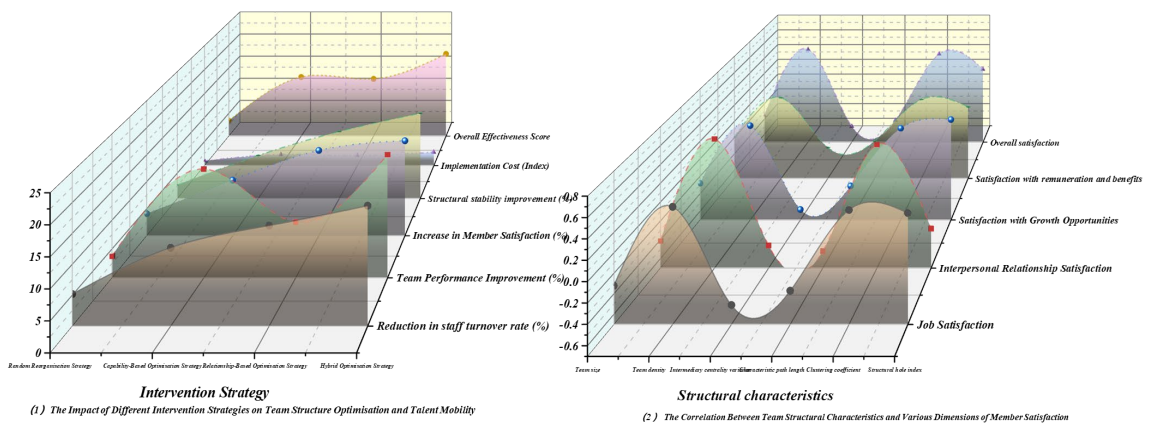 Overall Effectiveness Score
Implementation Cost (Index)
Structural stability improvement (%)
Increase in Member Satisfaction (%)
Team Performance Improvement (%)
Reduction in staff turnover rate (%)
25
20
15
10
5
0
Random Reorganisation Strategy
Capability-Based Optimisation Strategy
Relationship-Based Optimisation Strategy
Hybrid Optimisation Strategy
Intervention Strategy
(1) The Impact of Different Intervention Strategies on Team Structure Optimisation and Talent Mobility
Overall satisfaction
Satisfaction with remuneration and benefits
Satisfaction with Growth Opportunities
Interpersonal Relationship Satisfaction
Job Satisfaction
0.8
0.6
0.4
0.2
0.0
-0.2
-0.4
-0.6
Team size
Team density
Intermediary centrality
Characteristic path length
Clustering coefficient
Structural hole index
Structural characteristics
(2) The Correlation Between Team Structural Characteristics and Various Dimensions of Member Satisfaction